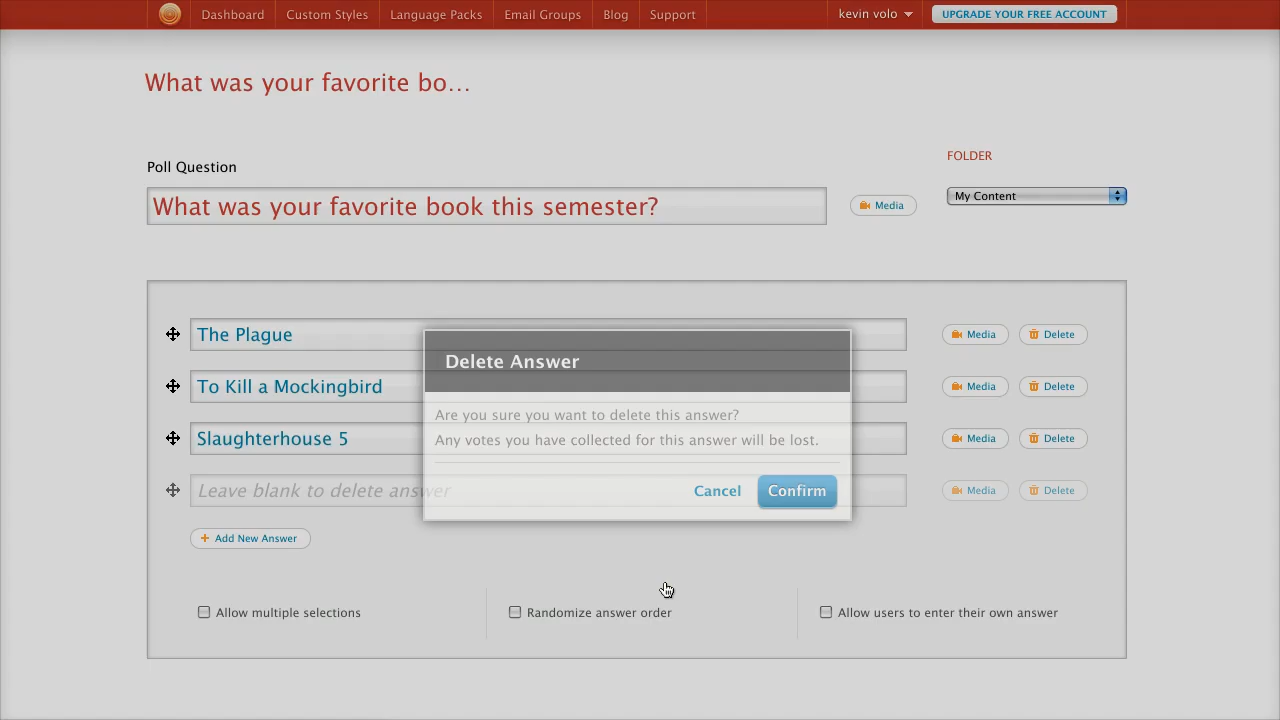 Dashboard Custom Styles Language Packs Email Groups Blog Support kevin volo UPGRADE YOUR FREE ACCOUNT
What was your favorite bo...
FOLDER
Poll Question
My Content
What was your favorite book this semester? Media
The Plague Media Delete
Delete Answer
To Kill a Mockingbird Media Delete
Are you sure you want to delete this answer?
Slaughterhouse 5 Media Delete
Any votes you have collected for this answer will be lost.
Leave blank to delete answer Cancel Confirm Media Delete
Add New Answer
Allow multiple selections Randomize answer order Allow users to enter their own answer